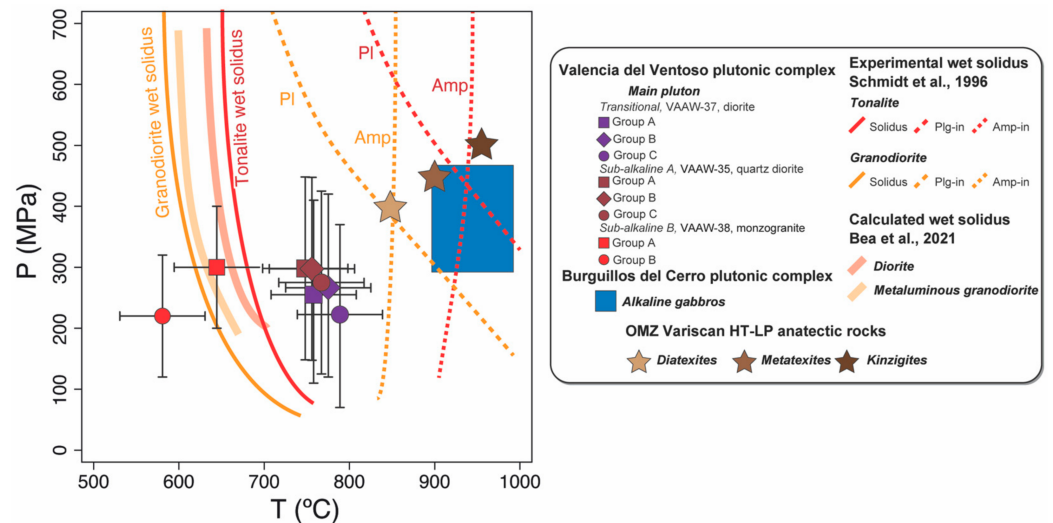 700
600
500
400
300
200
100
0
P (MPa)
500
600
700
800
900
1000
T (ºC)
Granodiorite wet solidus
Tonalite wet solidus
Pl
Amp
Pl
Amp
Valencia del Ventoso plutonic complex
Main pluton
Transitional, VAAW-37, diorite
Group A
Group B
Group C
Sub-alkaline A, VAAW-35, quartz diorite
Group A
Group B
Group C
Sub-alkaline B, VAAW-38, monzogranite
Group A
Group B
Burguillos del Cerro plutonic complex
Alkaline gabbros
OMZ Variscan HT-LP anatectic rocks
Diatexites
Metatexites
Kinzigites
Experimental wet solidus
Schmidt et al., 1996
Tonalite
Solidus
Plg-in
Amp-in
Granodiorite
Solidus
Plg-in
Amp-in
Calculated wet solidus
Bea et al., 2021
Diorite
Metaluminous granodiorite